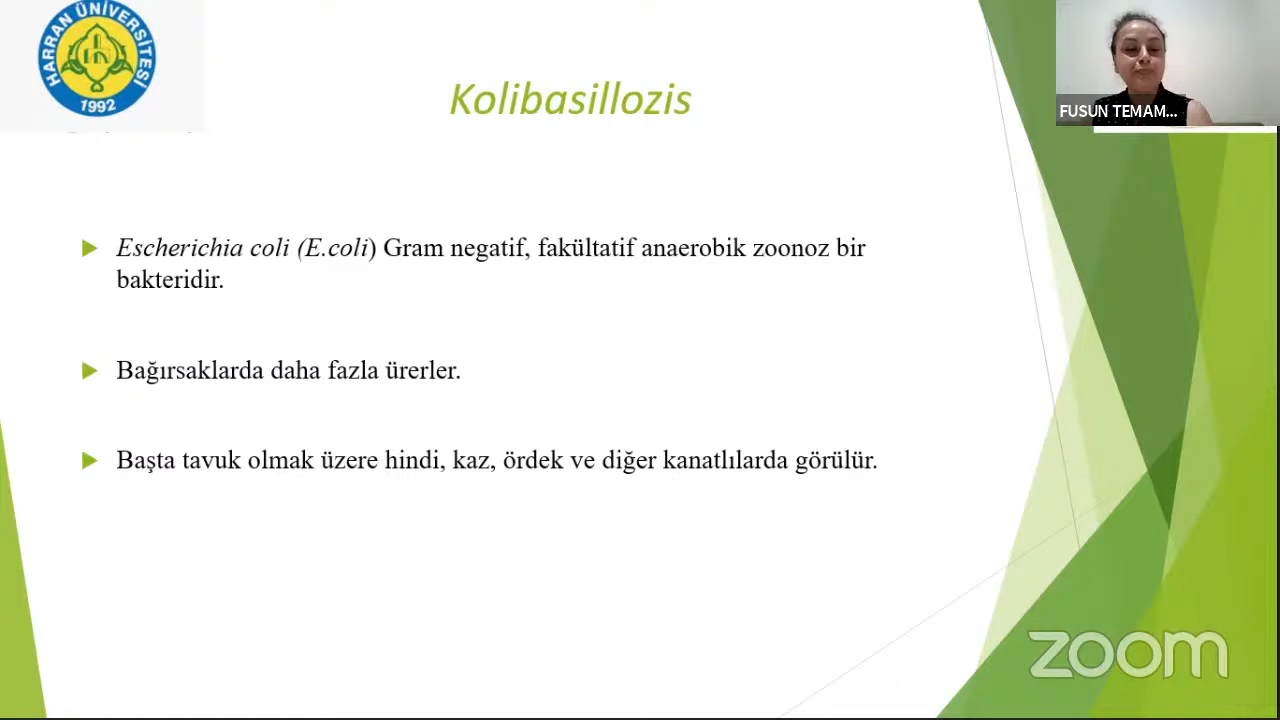 HARRAN ÜNİVERSİTESİ
1992
Kolibasillozis
FUSUN TEMAM...
Escherichia coli (E.coli) Gram negatif, fakültatif anaerobik zoonoz bir
bakteridir.
Bağırsaklarda daha fazla ürerler.
Başta tavuk olmak üzere hindi, kaz, ördek ve diğer kanatlılarda görülür.
zoom